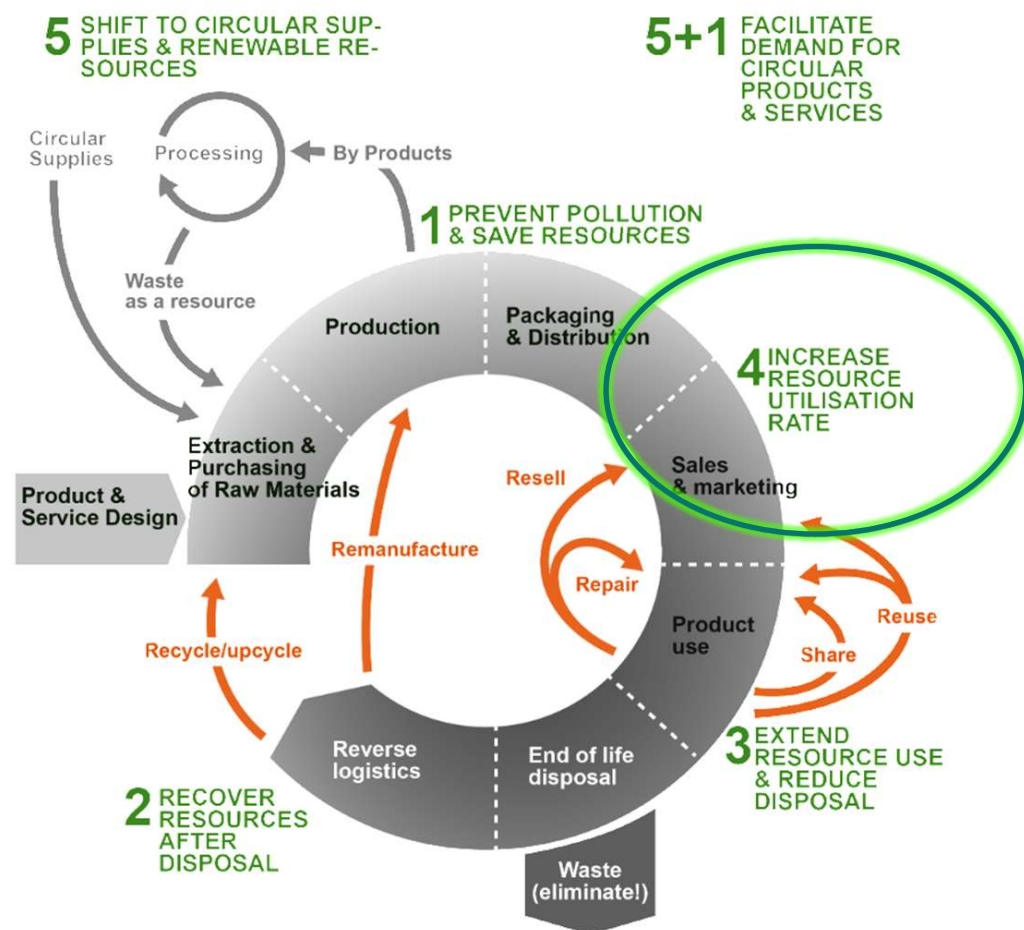 5 SHIFT TO CIRCULAR SUP-
PLIES & RENEWABLE RE-
SOURCES
5+1 FACILITATE
DEMAND FOR
CIRCULAR
PRODUCTS
& SERVICES
Circular
Supplies
Processing
By Products
1 PREVENT POLLUTION
& SAVE RESOURCES
Waste
as a resource
Production
Packaging
& Distribution
4 INCREASE
RESOURCE
UTILISATION
RATE
Extraction &
Purchasing
of Raw Materials
Resell
Sales
& marketing
Product &
Service Design
Remanufacture
Repair
Product
use
Reuse
Share
Recycle/upcycle
Reverse
logistics
End of life
disposal
3 EXTEND
RESOURCE USE
& REDUCE
DISPOSAL
2 RECOVER
RESOURCES
AFTER
DISPOSAL
Waste
(eliminate!)